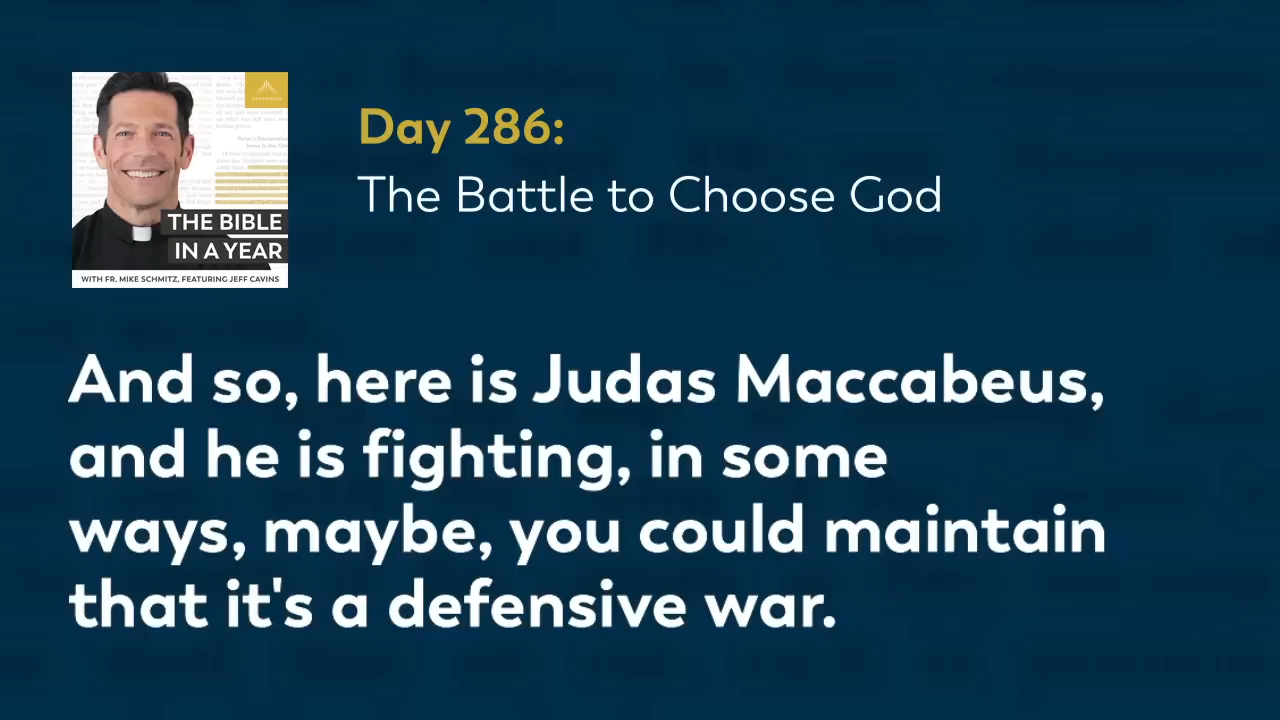 Day 286:
The Battle to Choose God
THE BIBLE
IN A YEAR
WITH FR. MIKE SCHMITZ, FEATURING JEFF CAVINS
And so, here is Judas Maccabeus,
and he is fighting, in some
ways, maybe, you could maintain
that it's a defensive war.